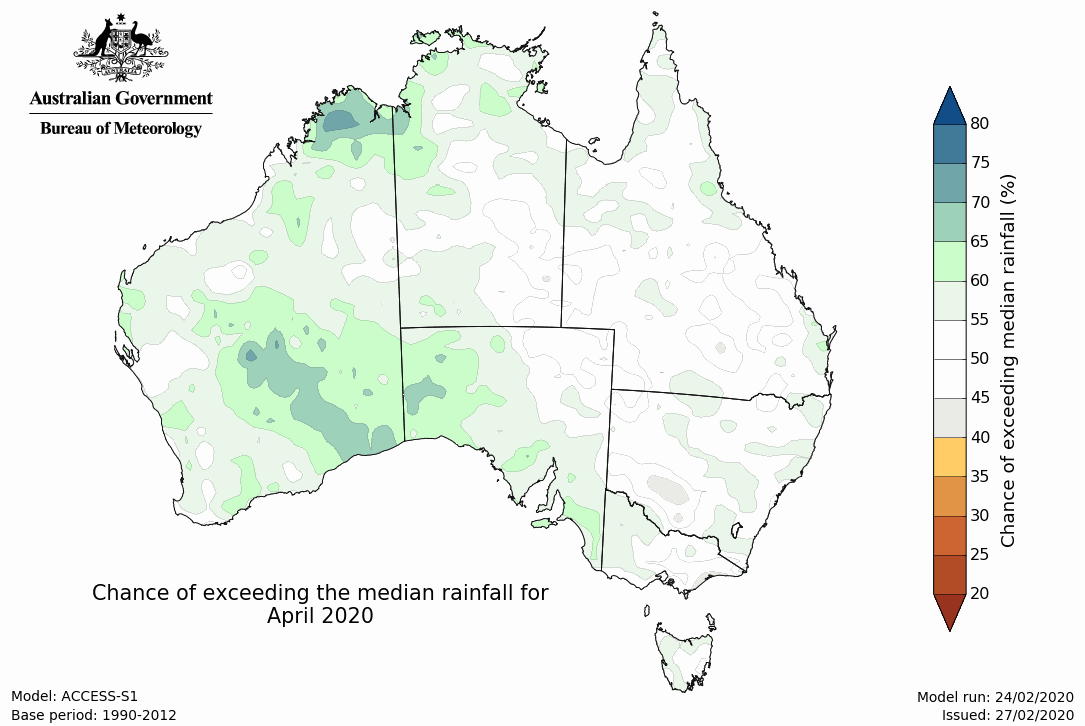 Australian Government
Bureau of Meteorology
80
75
70
65
60
55
50
45
40
35
30
25
20
Chance of exceeding median rainfall (%)
Chance of exceeding the median rainfall for
April 2020
Model: ACCESS-S1
Base period: 1990-2012
Model run: 24/02/2020
Issued: 27/02/2020